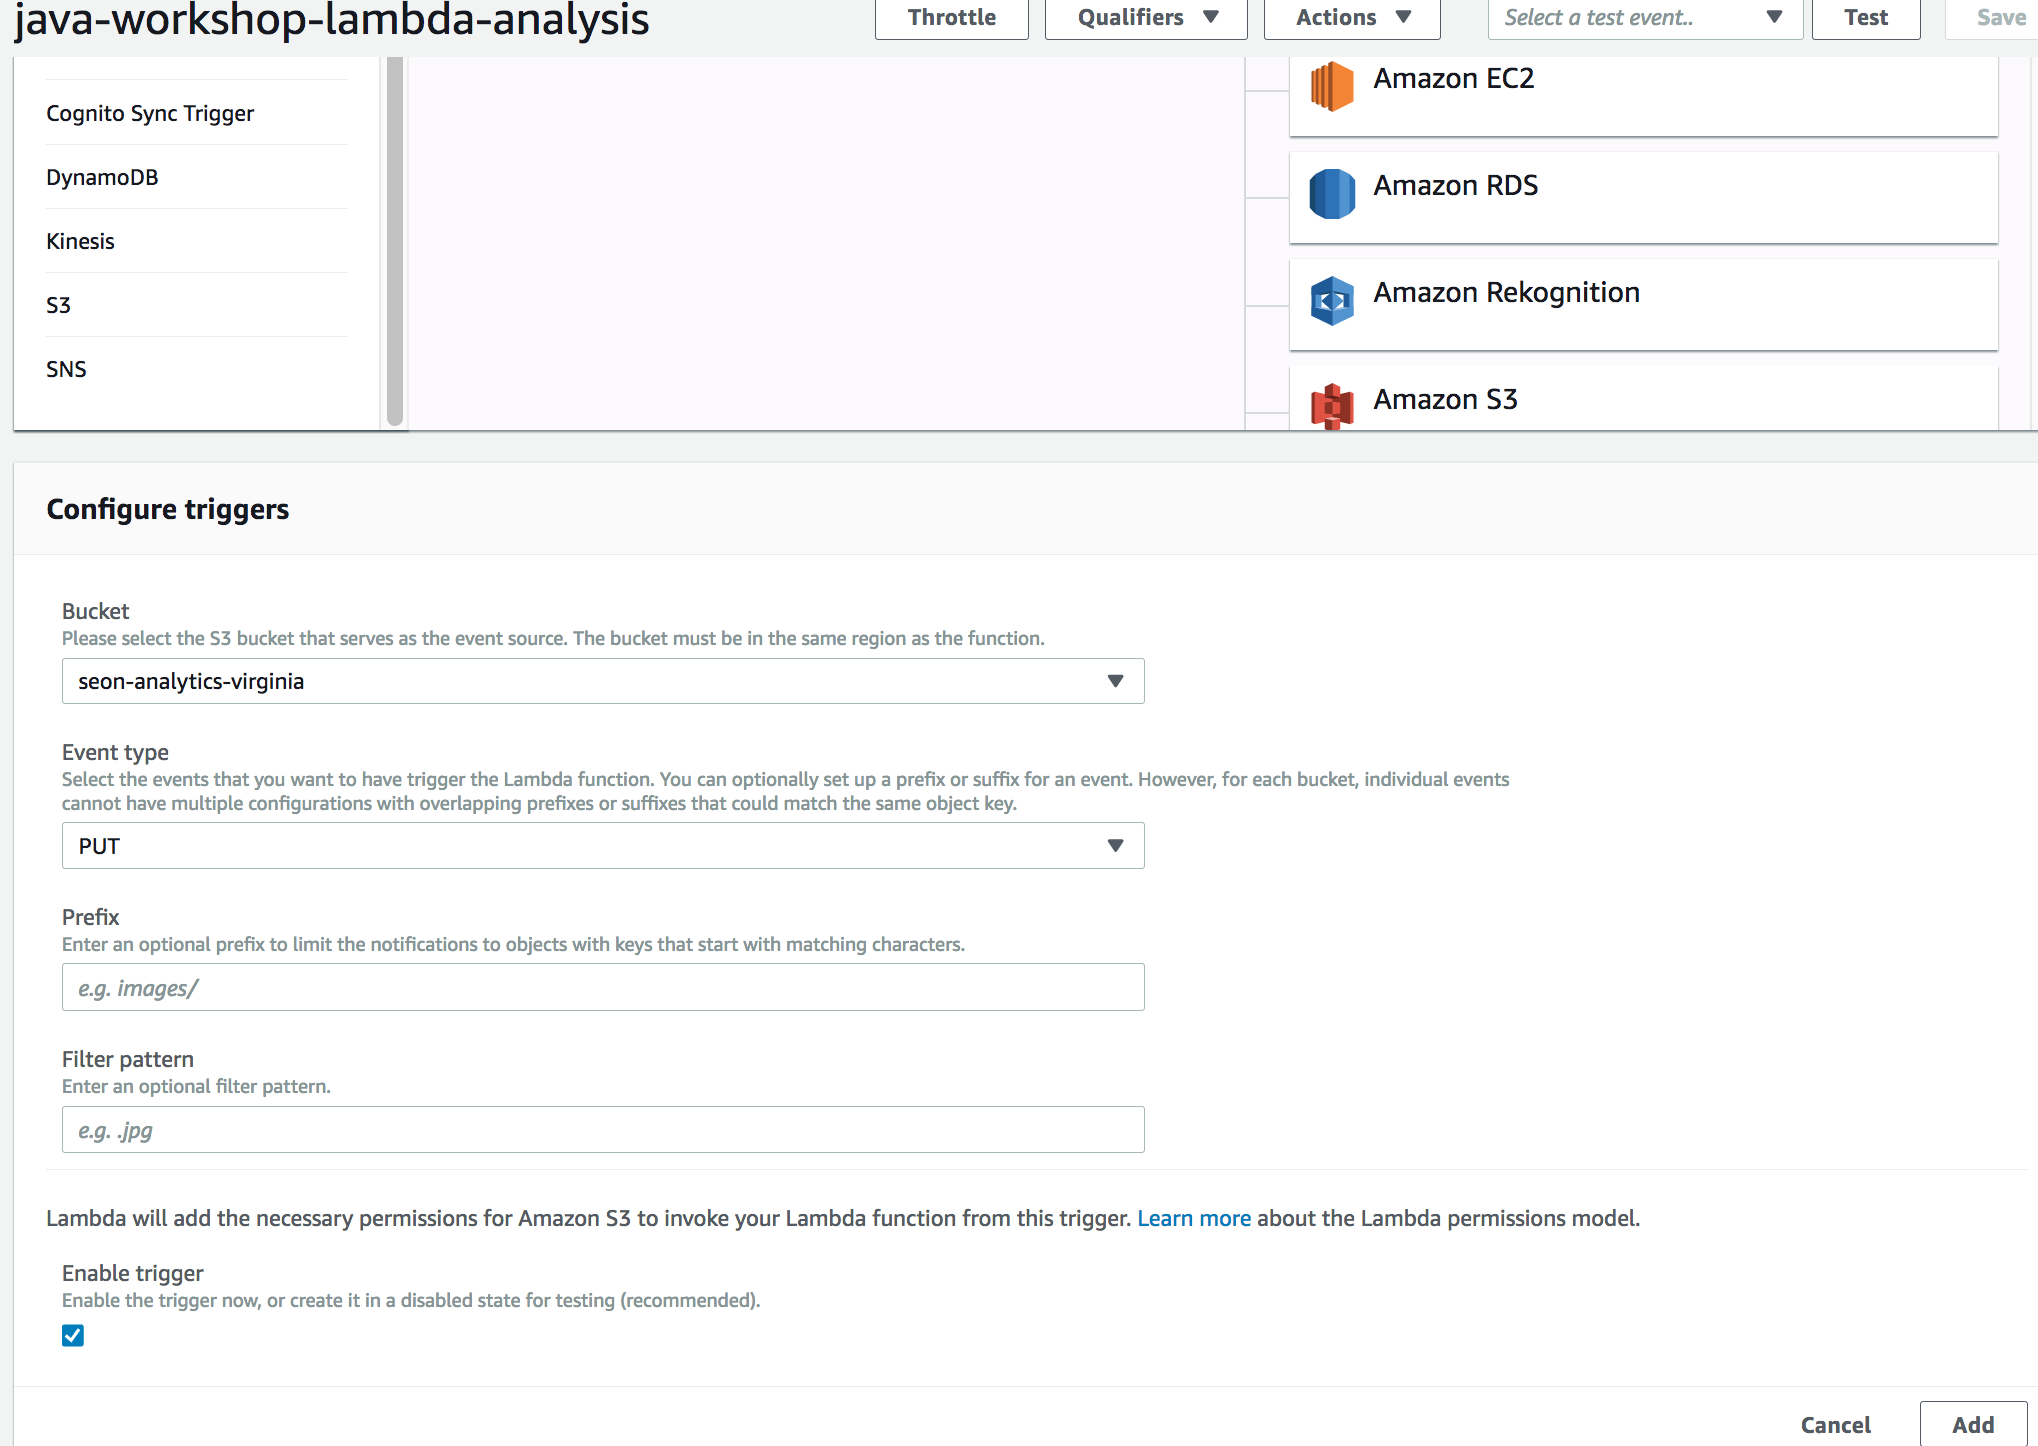 java-workshop-lambda-analysis
Throttle
Qualifiers
Actions
Select a test event..
Test
Save
Cognito Sync Trigger
DynamoDB
Kinesis
S3
SNS
Amazon EC2
Amazon RDS
Amazon Rekognition
Amazon S3
Configure triggers
Bucket
Please select the S3 bucket that serves as the event source. The bucket must be in the same region as the function.
seon-analytics-virginia
Event type
Select the events that you want to have trigger the Lambda function. You can optionally set up a prefix or suffix for an event. However, for each bucket, individual events
cannot have multiple configurations with overlapping prefixes or suffixes that could match the same object key.
PUT
Prefix
Enter an optional prefix to limit the notifications to objects with keys that start with matching characters.
e.g. images/
Filter pattern
Enter an optional filter pattern.
e.g. .jpg
Lambda will add the necessary permissions for Amazon S3 to invoke your Lambda function from this trigger. Learn more about the Lambda permissions model.
Enable trigger
Enable the trigger now, or create it in a disabled state for testing (recommended).
Cancel
Add